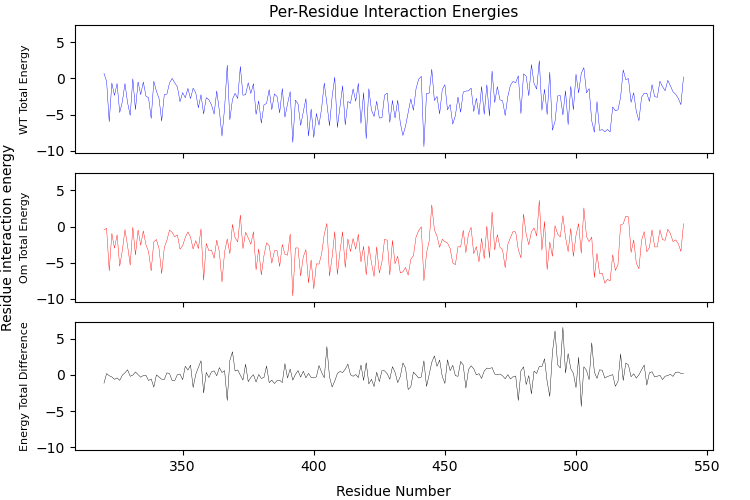 Per-Residue Interaction Energies
Residue interaction energy
WT Total Energy
5
0
−5
−10
Om Total Energy
5
0
−5
−10
Energy Total Difference
5
0
−5
−10
350
400
450
500
550
Residue Number